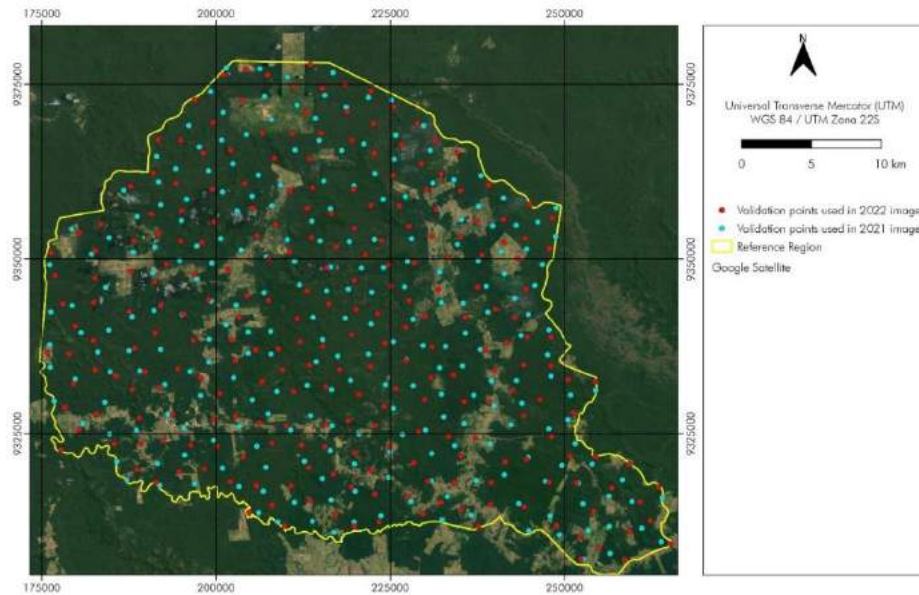 175000 200000 225000 250000
N
9375000 9375000
Universal Transverse Mercator (UTM)
WGS 84 / UTM Zona 22S
0 5 10 km
Validation points used in 2022 image
Validation points used in 2021 image
Reference Region
Google Satellite
9350000 9350000
9325000 9325000
175000 200000 225000 250000